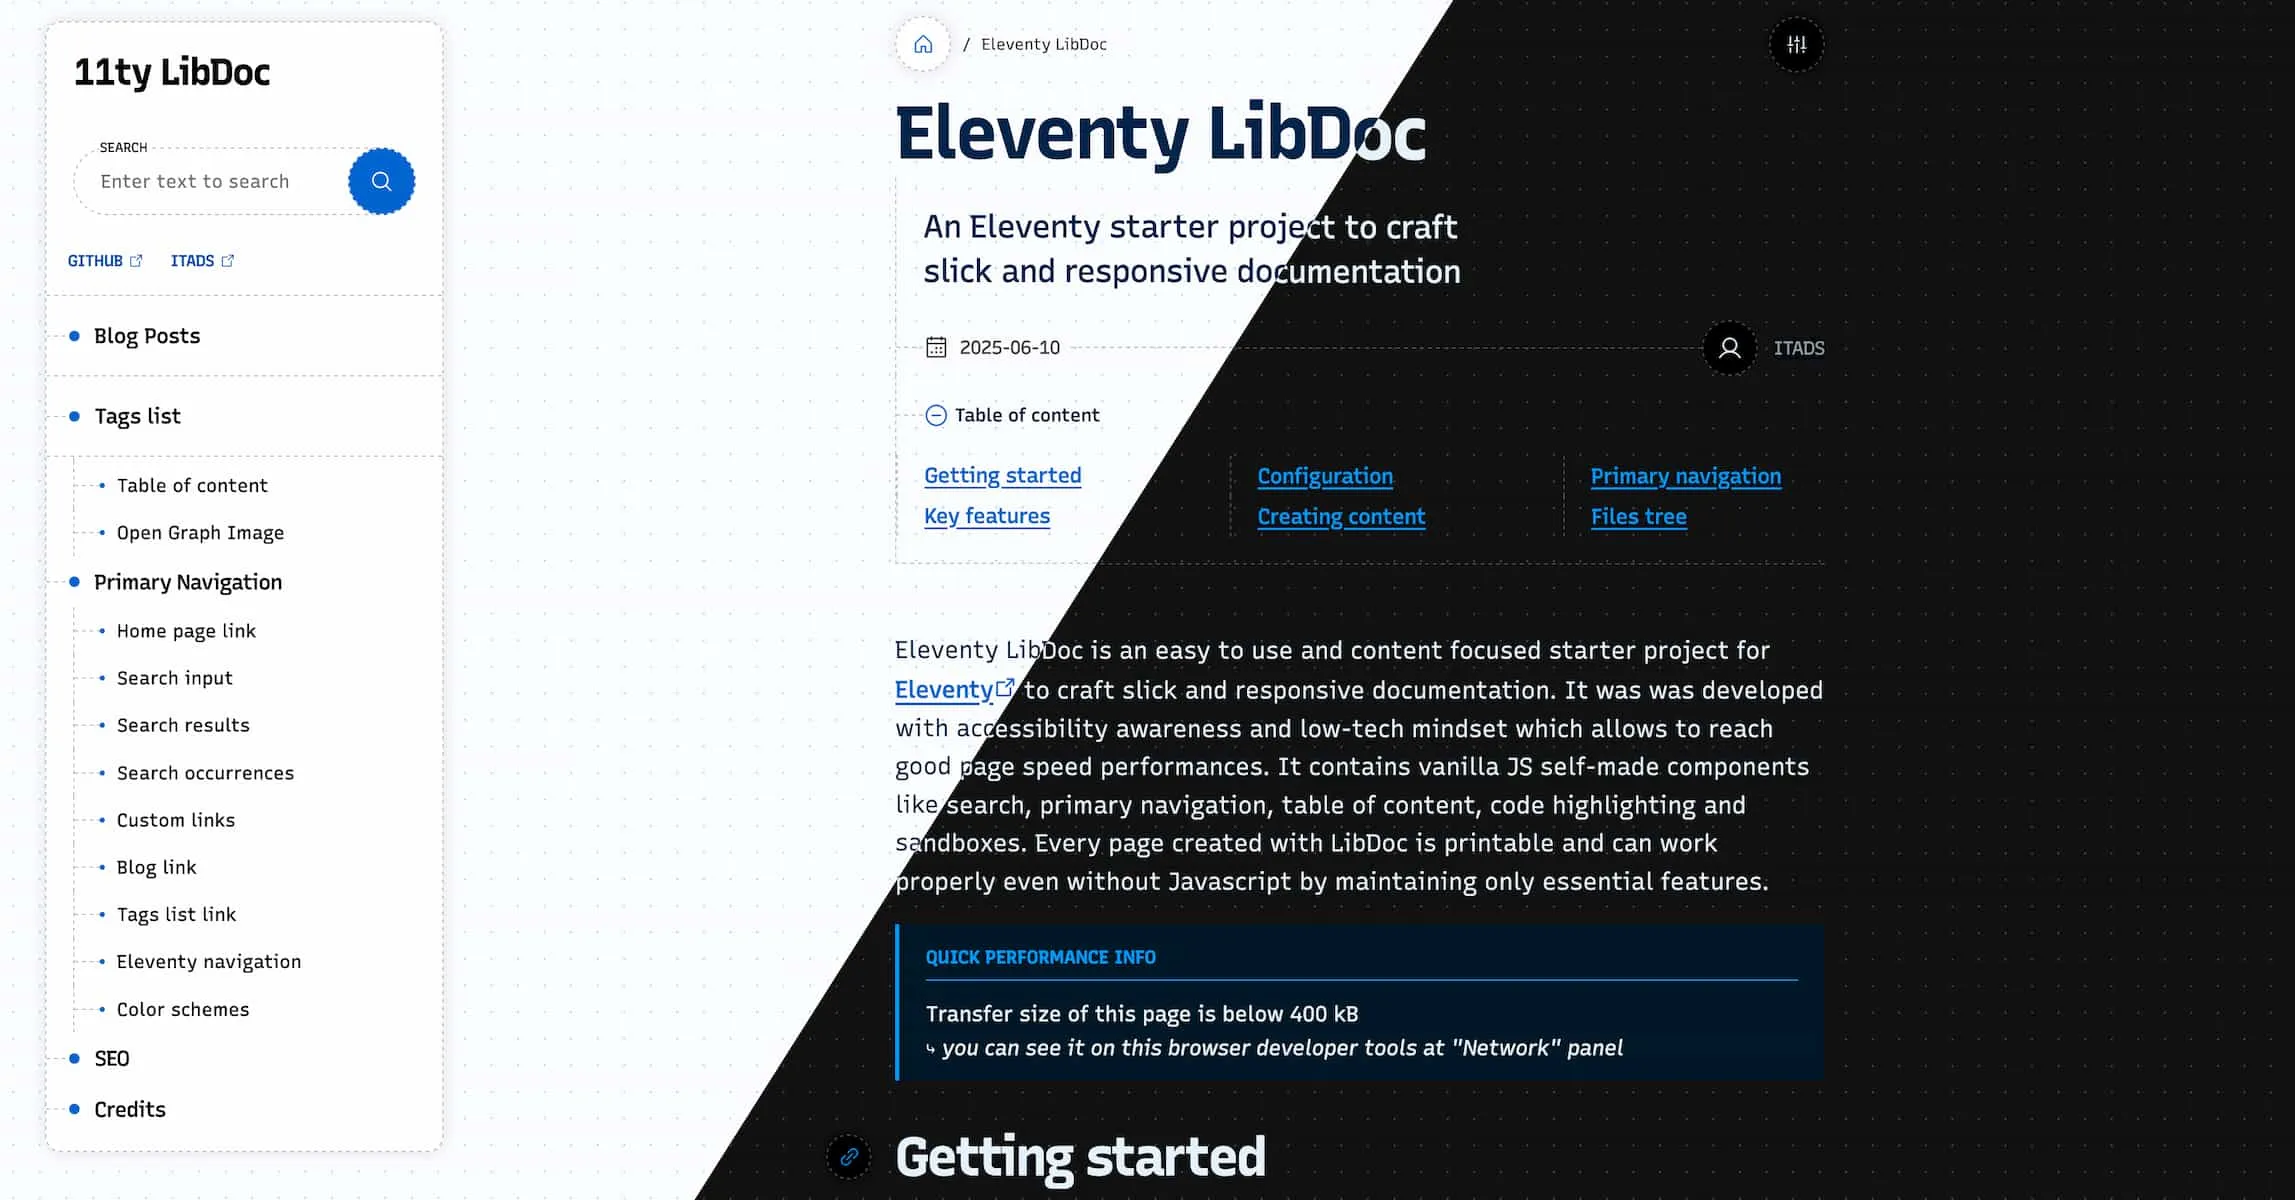 11ty LibDoc
SEARCH
Enter text to search
GITHUB
ITADS
Blog Posts
Tags list
Table of content
Open Graph Image
Primary Navigation
Home page link
Search input
Search results
Search occurrences
Custom links
Blog link
Tags list link
Eleventy navigation
Color schemes
SEO
Credits
/ Eleventy LibDoc
Eleventy LibDoc
An Eleventy starter project to craft
slick and responsive documentation
2025-06-10
ITADS
Table of content
Getting started
Key features
Configuration
Creating content
Primary navigation
Files tree
Eleventy LibDoc is an easy to use and content focused starter project for
Eleventy to craft slick and responsive documentation. It was was developed
with accessibility awareness and low-tech mindset which allows to reach
good page speed performances. It contains vanilla JS self-made components
like search, primary navigation, table of content, code highlighting and
sandboxes. Every page created with LibDoc is printable and can work
properly even without Javascript by maintaining only essential features.
QUICK PERFORMANCE INFO
Transfer size of this page is below 400 kB
⤷ you can see it on this browser developer tools at "Network" panel
Getting started